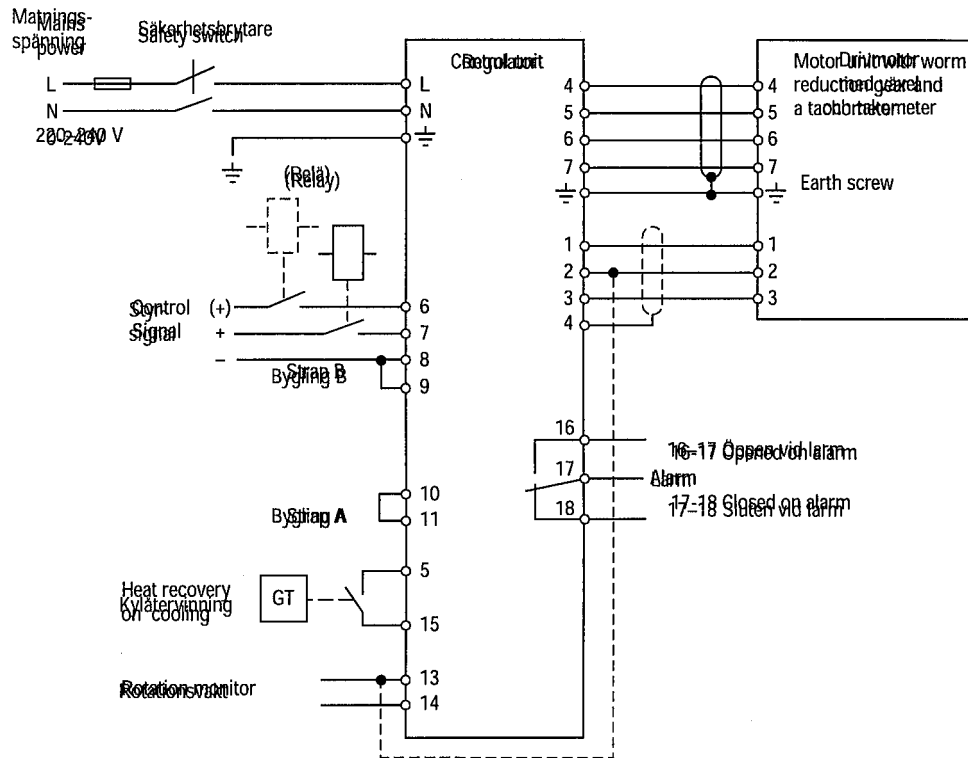 Matnings-
spänning
Mains
power
Säkerhetsbrytare
Safety switch
L
N
220–240 V
L
N
Control unit
Regulator
4
5
6
7
4
5
6
7
Motor unit with worm
reduction gear and
a tachometer
Drivmotor
med växel
Earth screw
(Relä)
(Relay)
1
2
3
4
1
2
3
Control
Signal
Styr-
signal
(+)
+
–
6
7
8
9
Strap B
Bygling B
16
17
18
16–17 Öppen vid larm
16-17 Opened on alarm
Alarm
Larm
17-18 Closed on alarm
17–18 Sluten vid larm
10
11
Bygling A
Strap A
Heat recovery
on cooling
Kylåtervinning
GT
5
15
Rotation monitor
Rotationsvakt
13
14